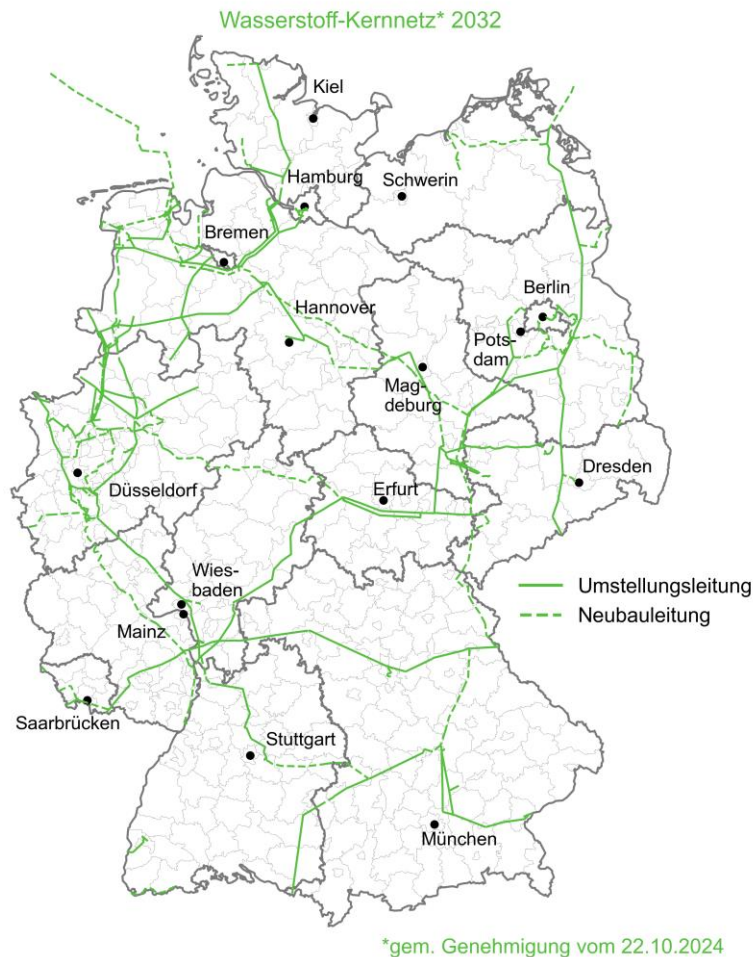 Wasserstoff-Kernnetz* 2032
Kiel
Hamburg
Schwerin
Bremen
Hannover
Berlin
Pots-
dam
Mag-
deburg
Düsseldorf
Erfurt
Dresden
Wies-
baden
Mainz
Umstellungsleitung
Neubauleitung
Saarbrücken
Stuttgart
München
*gem. Genehmigung vom 22.10.2024